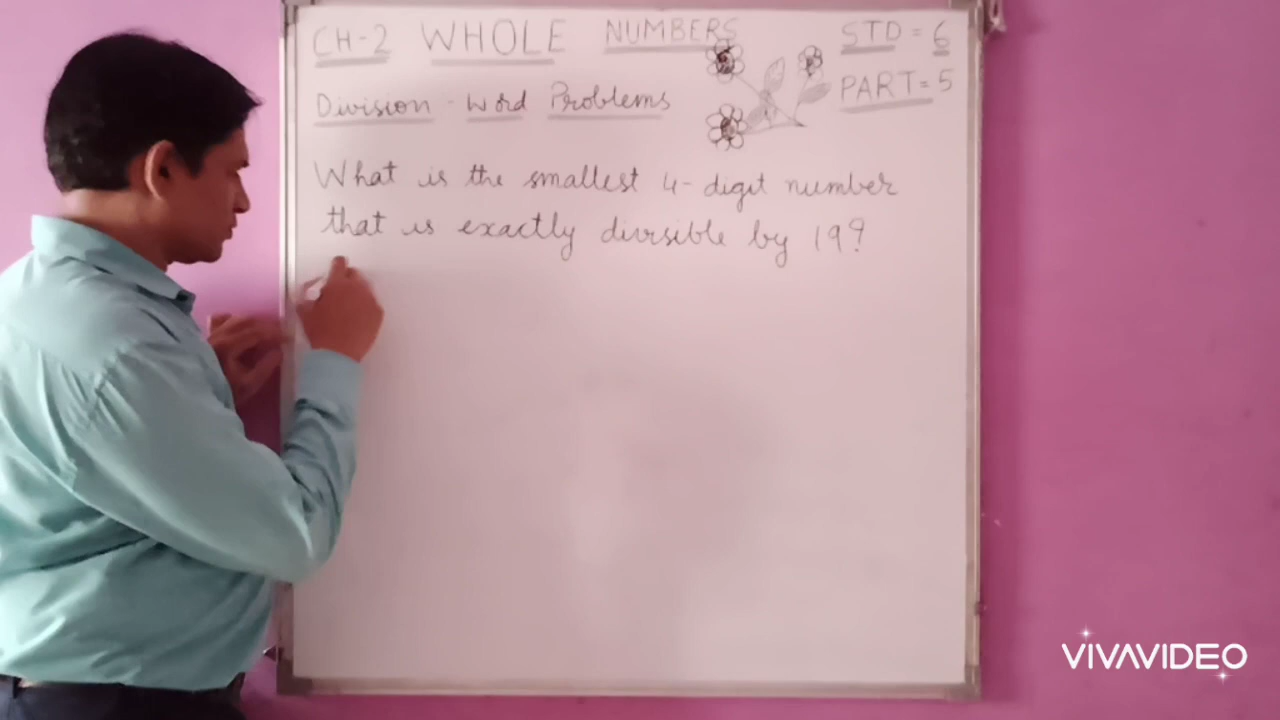 CH-2 WHOLE NUMBERS STD = 6
PART = 5
Division - Word Problems
What is the smallest 4-digit number
that is exactly divisible by 19?
VIVAVIDEO